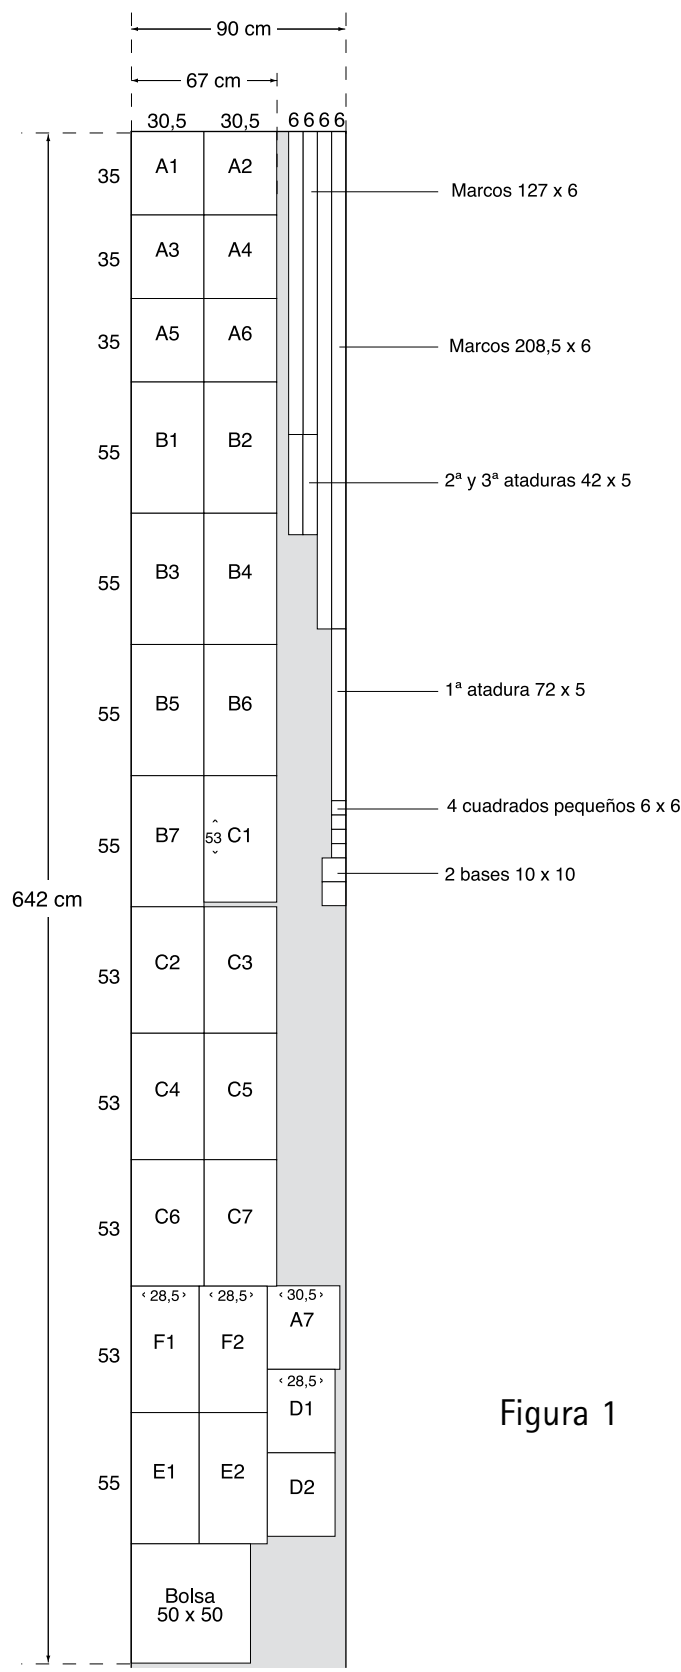 90 cm
67 cm
30,5 30,5 6 6 6 6
35 A1 A2
Marcos 127 x 6
35 A3 A4
35 A5 A6
Marcos 208,5 x 6
55 B1 B2
2ª y 3ª ataduras 42 x 5
55 B3 B4
55 B5 B6
1ª atadura 72 x 5
4 cuadrados pequeños 6 x 6
55 B7 53 C1
2 bases 10 x 10
642 cm
53 C2 C3
53 C4 C5
53 C6 C7
‹ 28,5 › ‹ 28,5 › ‹ 30,5 ›
A7
53 F1 F2
‹ 28,5 ›
D1
Figura 1
55 E1 E2
D2
Bolsa
50 x 50